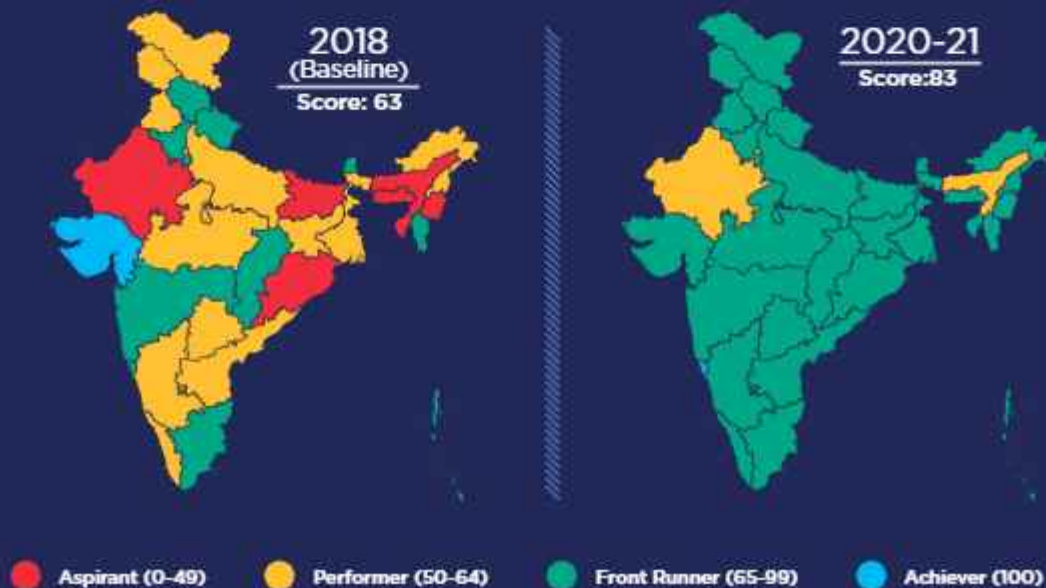 2018
(Baseline)
Score: 63
2020-21
Score:83
Aspirant (0-49)
Performer (50-64)
Front Runner (65-99)
Achiever (100)